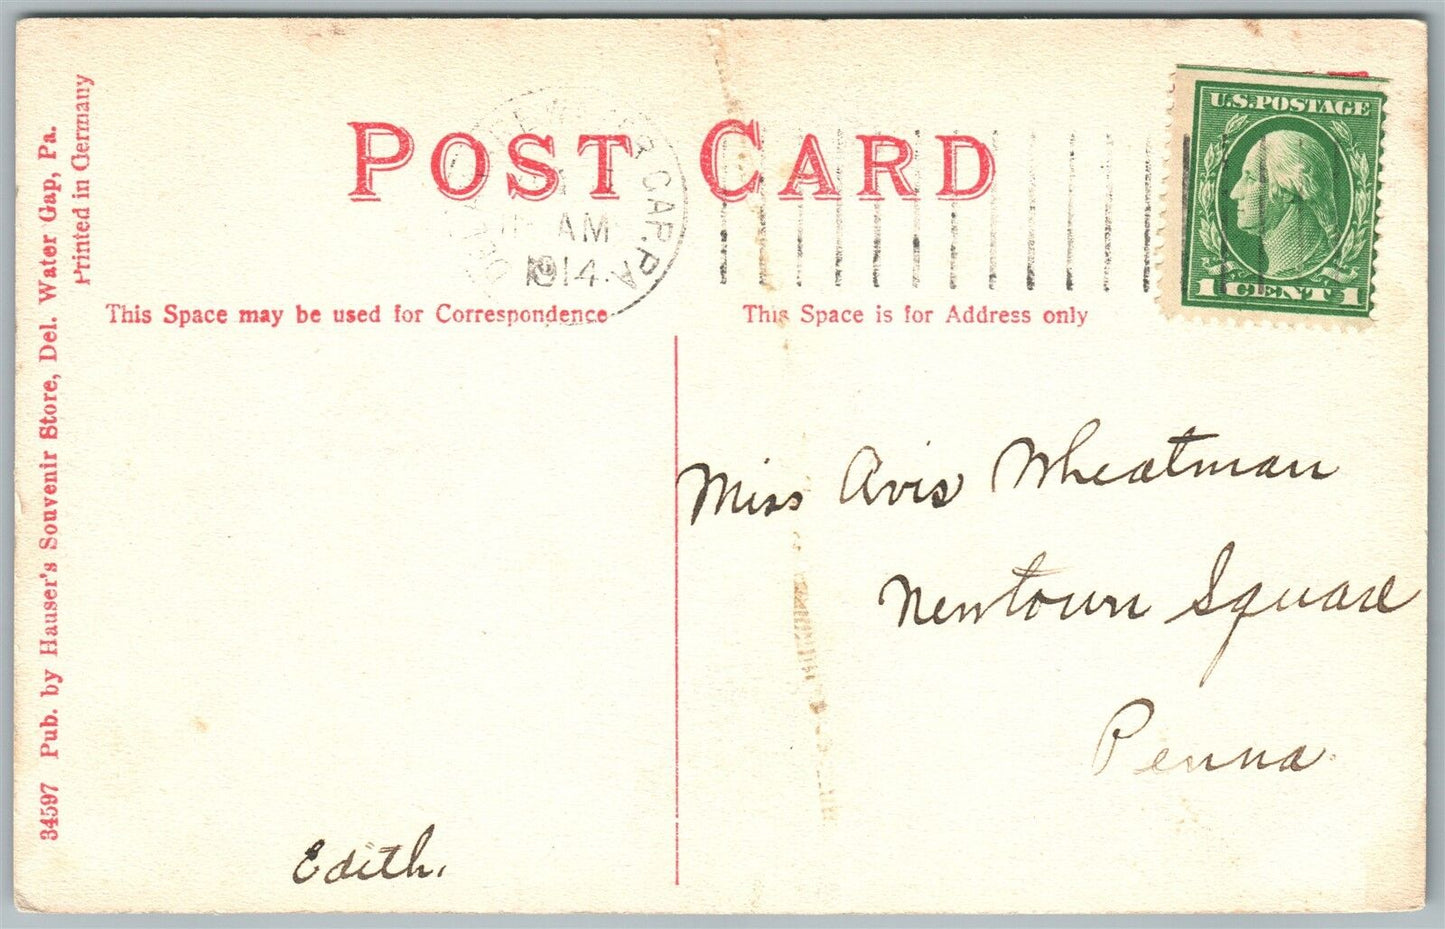 POST CARD
This Space may be used for Correspondence
This Space is for Address only
U.S.POSTAGE
1 CENT 1
GAP. PA
AM
1914
Miss Avis Wheatman
Newtown Square
Penna.
Edith.
34597 Pub. by Hauser's Souvenir Store, Del. Water Gap, Pa.
Printed in Germany